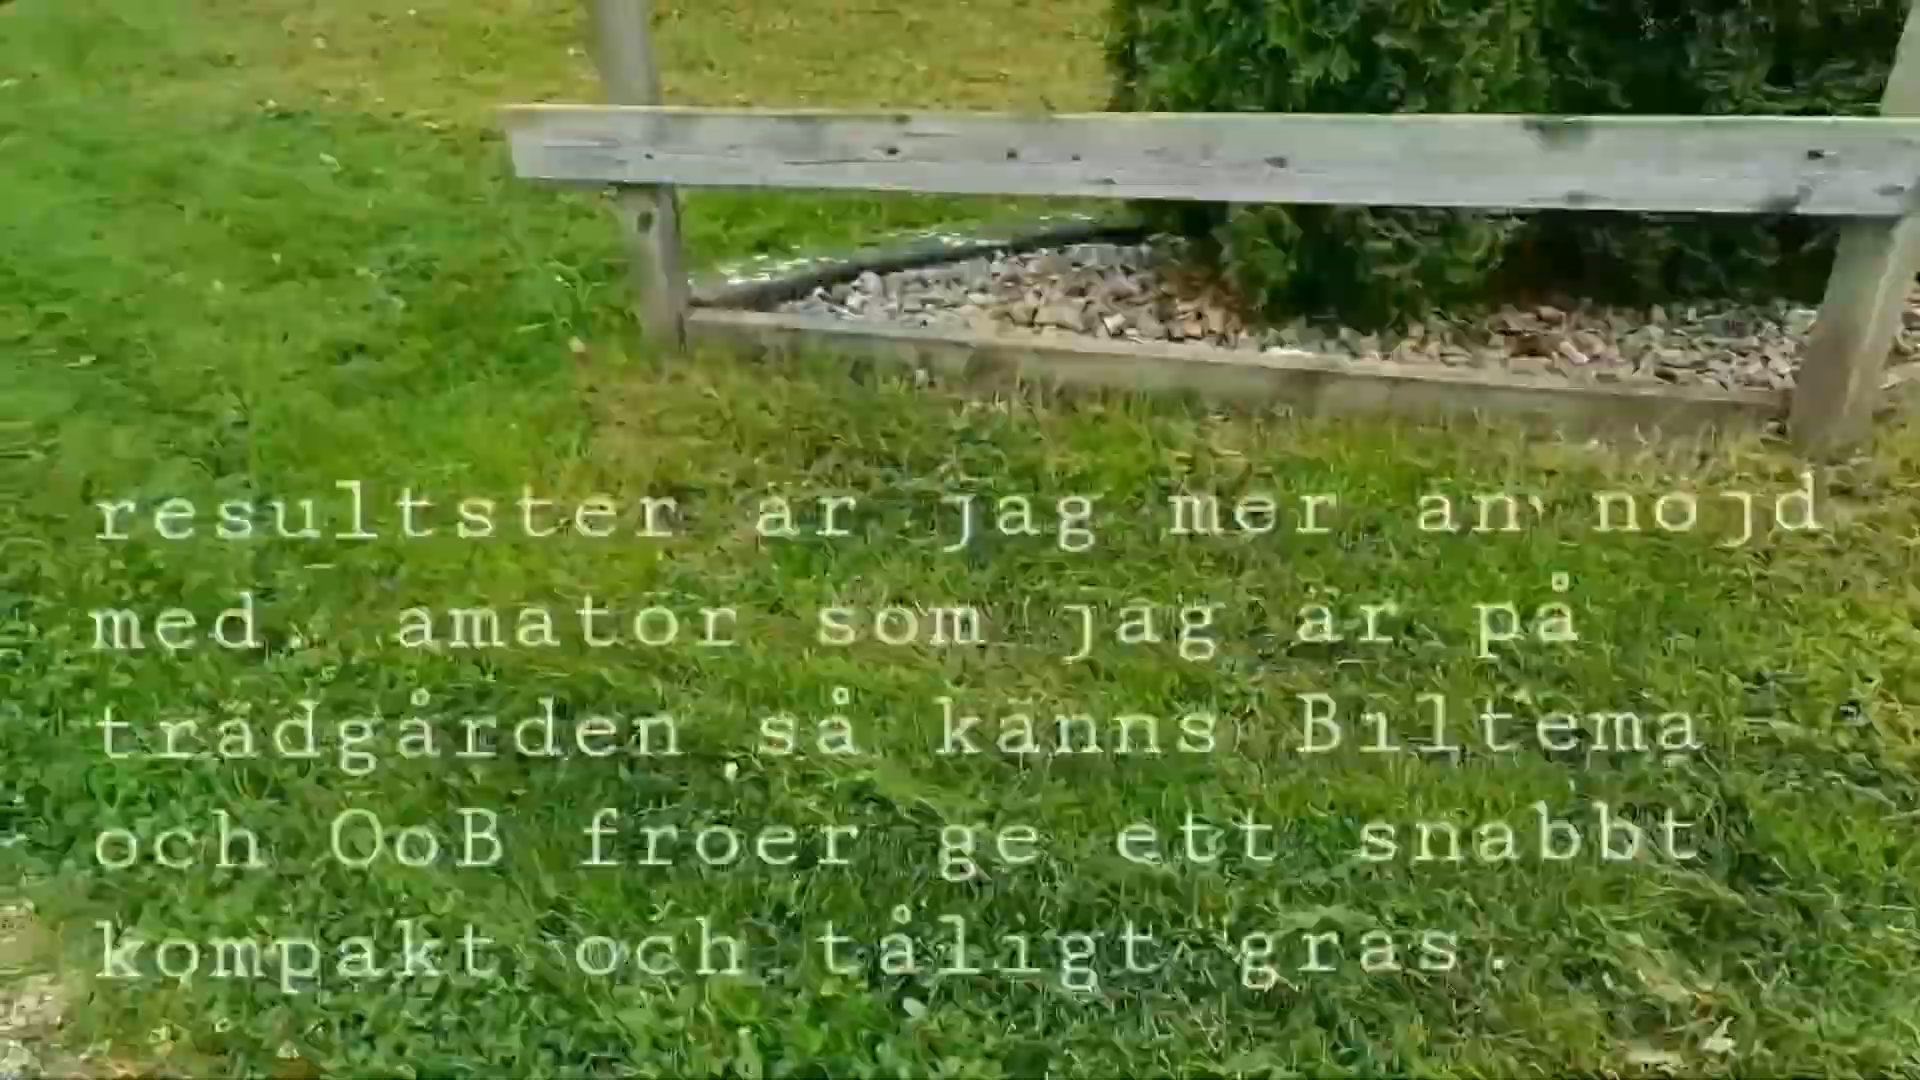 resultster är jag mer än nöjd
med. amatör som jag är på
trädgården så känns Biltema
och OoB fröer ge ett snabbt
kompakt och tåligt gräs.